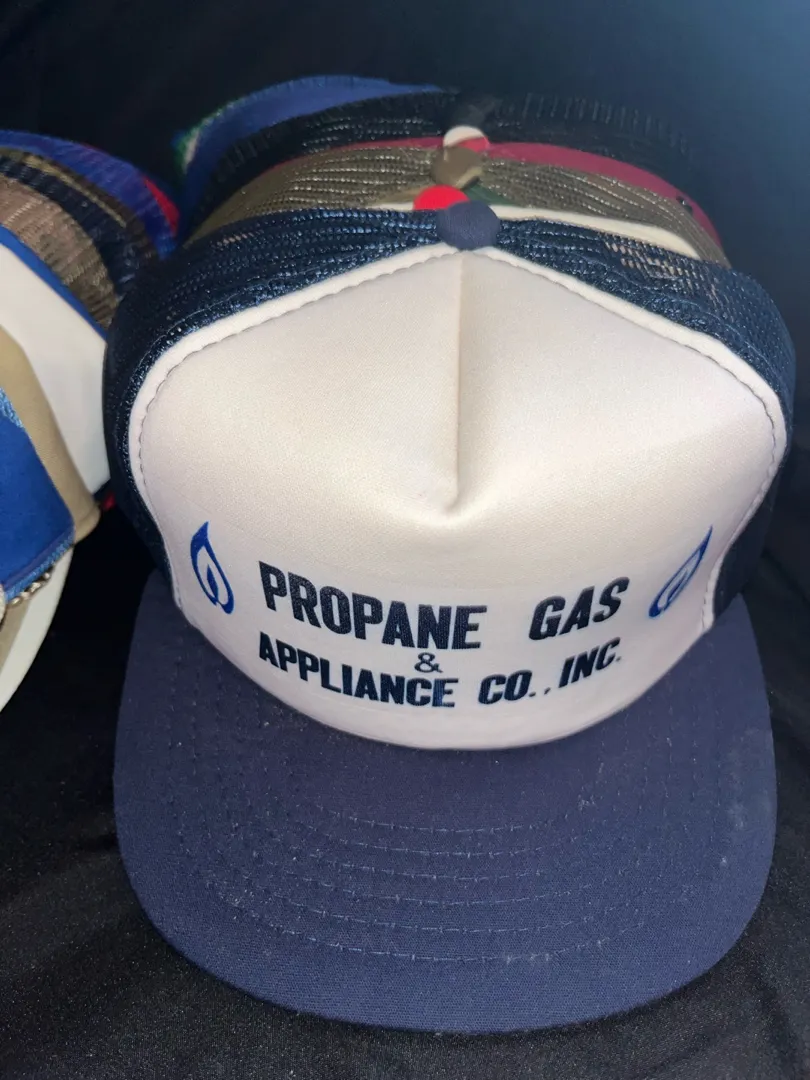 PROPANE GAS
&
APPLIANCE CO., INC.